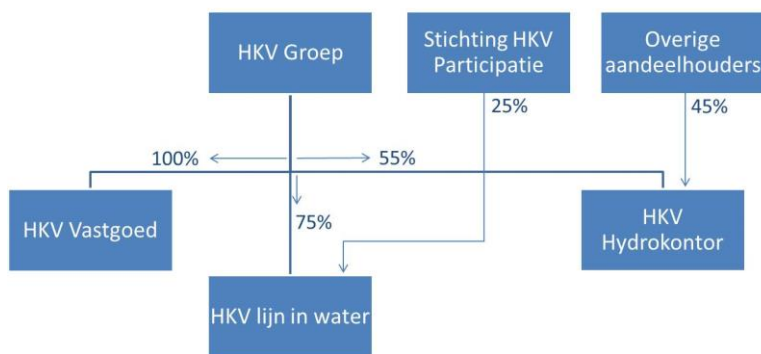 HKV Groep
Stichting HKV
Participatie
Overige
aandeelhouders
25%
45%
100%
55%
75%
HKV Vastgoed
HKV
Hydrokontor
HKV lijn in water